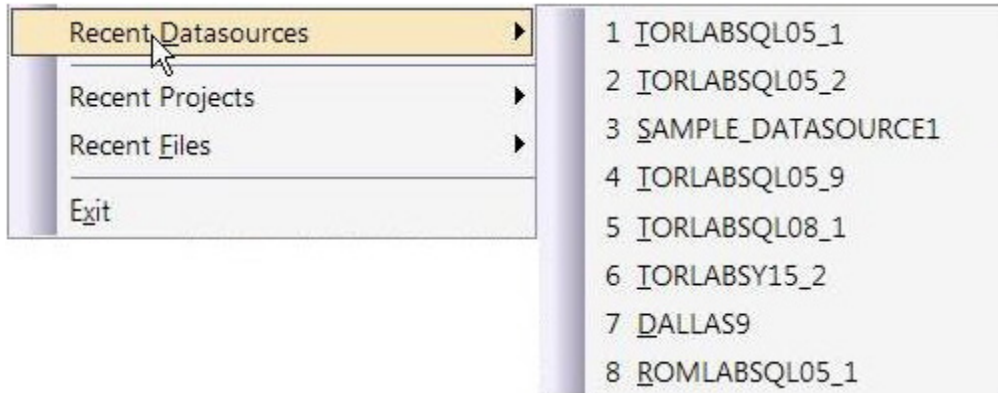 Recent Datasources
Recent Projects
Recent Files
Exit
1 TORLABSQL05_1
2 TORLABSQL05_2
3 SAMPLE_DATASOURCE1
4 TORLABSQL05_9
5 TORLABSQL08_1
6 TORLABSY15_2
7 DALLAS9
8 ROMLABSQL05_1